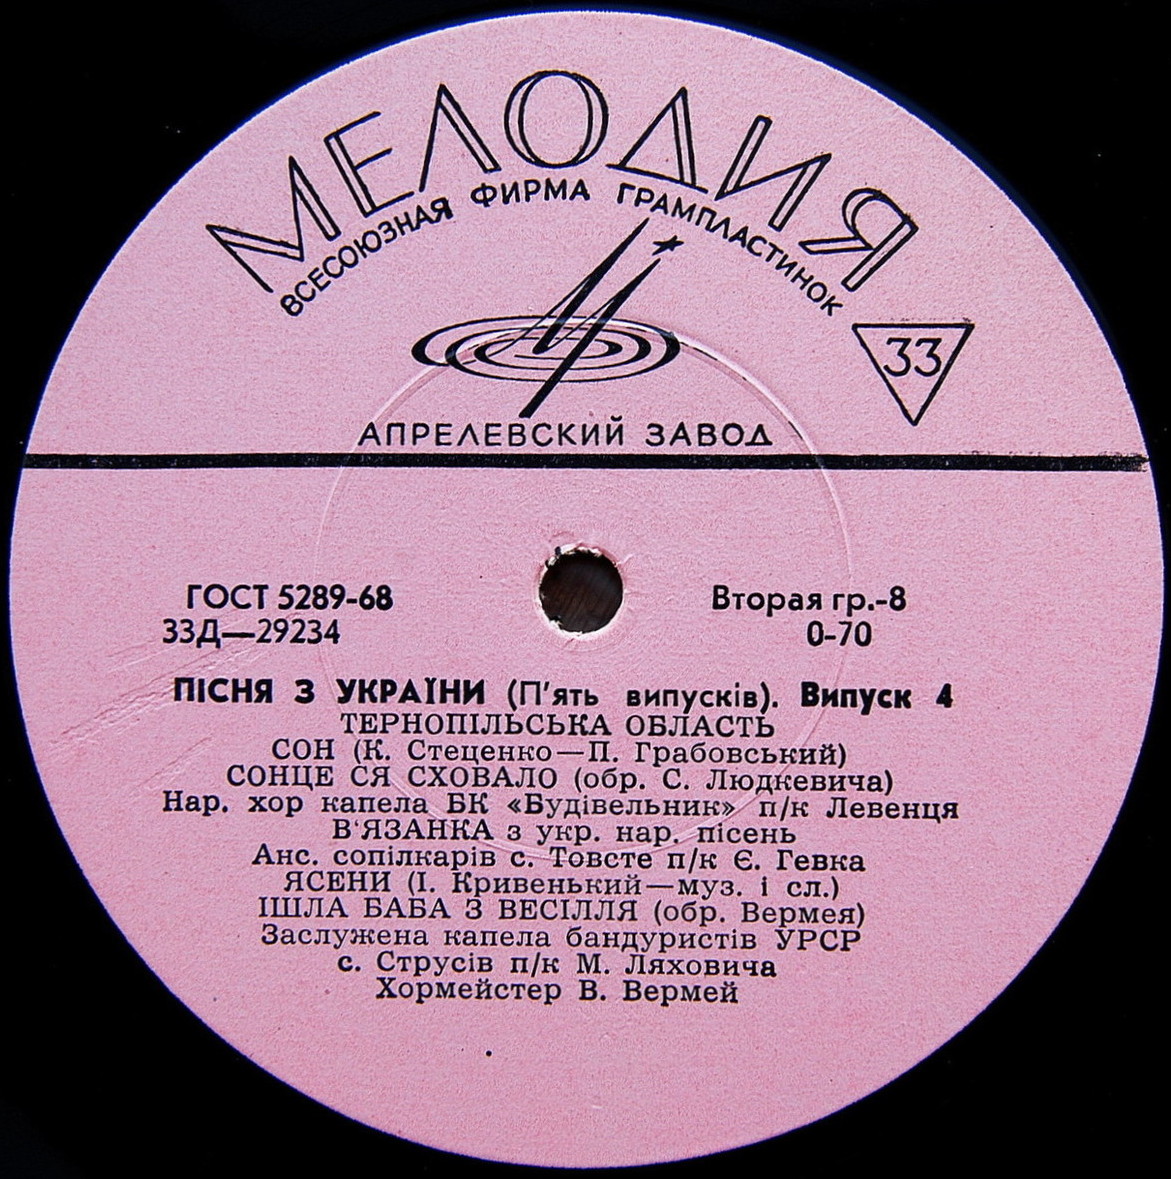 МЕЛОДИЯ
ВСЕСОЮЗНАЯ ФИРМА ГРАМПЛАСТИНОК
33
АПРЕЛЕВСКИЙ ЗАВОД
ГОСТ 5289-68
Вторая гр.-8
33Д—29234
0-70
ПІСНЯ З УКРАЇНИ (П'ять випусків). Випуск 4
ТЕРНОПІЛЬСЬКА ОБЛАСТЬ
СОН (К. Стеценко—П. Грабовський)
СОНЦЕ СЯ СХОВАЛО (обр. С. Людкевича)
Нар. хор капела БК «Будівельник» п/к Левенця
В'ЯЗАНКА з укр. нар. пісень
Анс. сопілкарів с. Товсте п/к Є. Гевка
ЯСЕНИ (І. Кривенький—муз. і сл.)
ІШЛА БАБА З ВЕСІЛЛЯ (обр. Вермея)
Заслужена капела бандуристів УРСР
с. Струсів п/к М. Ляховича
Хормейстер В. Вермей